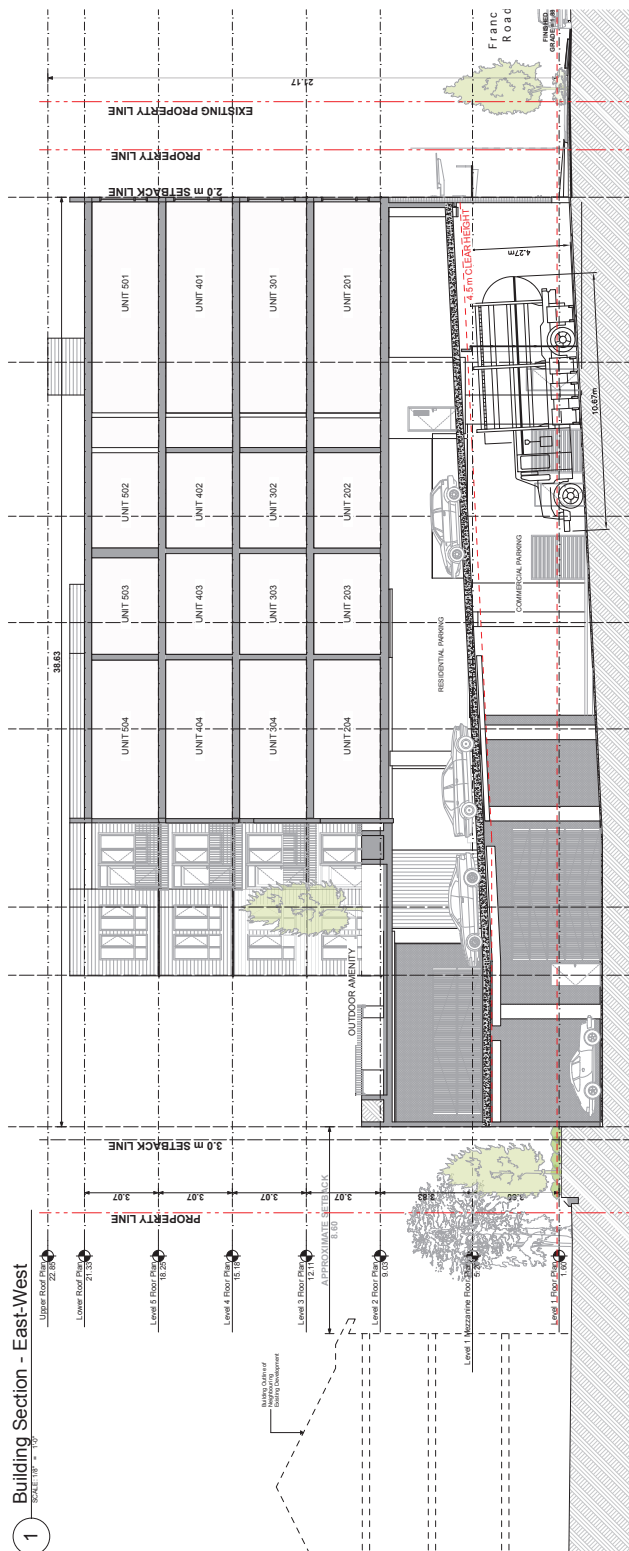 1
Building Section - East-West
SCALE: 1/8" = 1'-0"
Upper Roof Plan
22.85
Lower Roof Plan
21.33
Level 5 Floor Plan
18.25
Level 4 Floor Plan
15.18
Level 3 Floor Plan
12.11
Level 2 Floor Plan
9.03
Level 1 Mezzanine Floor Plan
Level 1 Floor Plan
1.60
Building Outline of
Neighbouring
Existing Development
APPROXIMATE SETBACK
8.60
3.07
3.07
3.07
3.07
PROPERTY LINE
3.0 m SETBACK LINE
38.63
OUTDOOR AMENITY
UNIT 504
UNIT 503
UNIT 502
UNIT 501
UNIT 404
UNIT 403
UNIT 402
UNIT 401
UNIT 304
UNIT 303
UNIT 302
UNIT 301
UNIT 204
UNIT 203
UNIT 202
UNIT 201
RESIDENTIAL PARKING
COMMERCIAL PARKING
4.5 m CLEAR HEIGHT
4.27m
10.67m
2.0 m SETBACK LINE
PROPERTY LINE
EXISTING PROPERTY LINE
21.17
Franc
Road
FINISHED